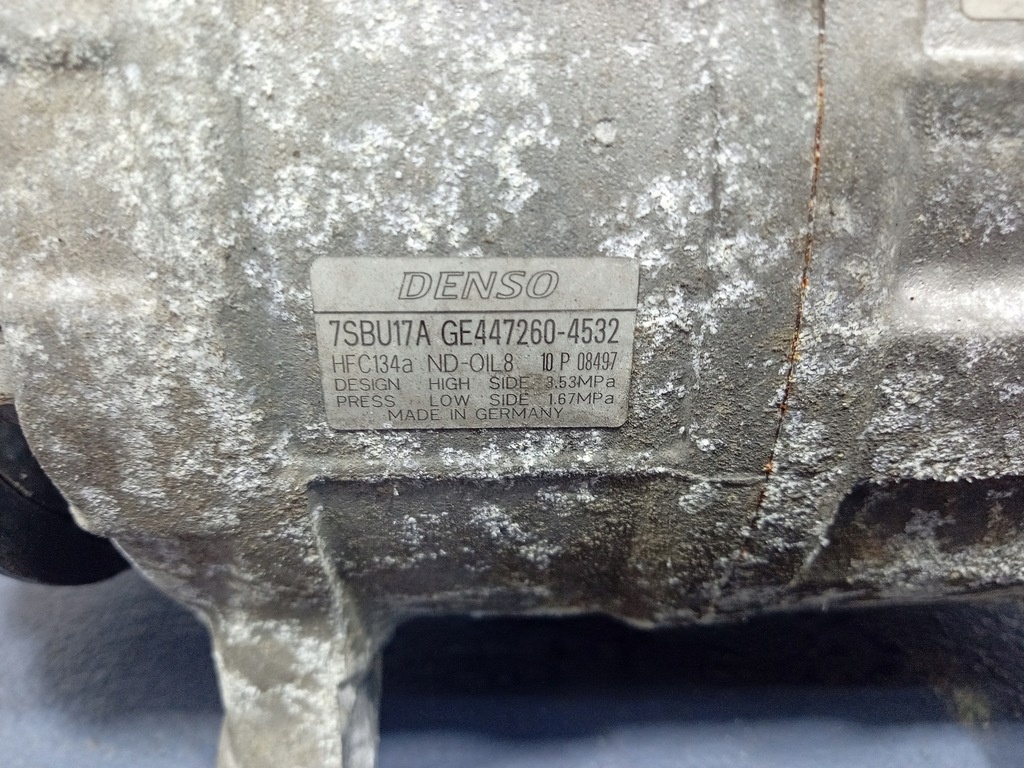 DENSO
7SBU17A GE447260-4532
HFC134a ND-OIL8 10 P 08497
DESIGN HIGH SIDE 3.53MPa
PRESS LOW SIDE 1.67MPa
MADE IN GERMANY